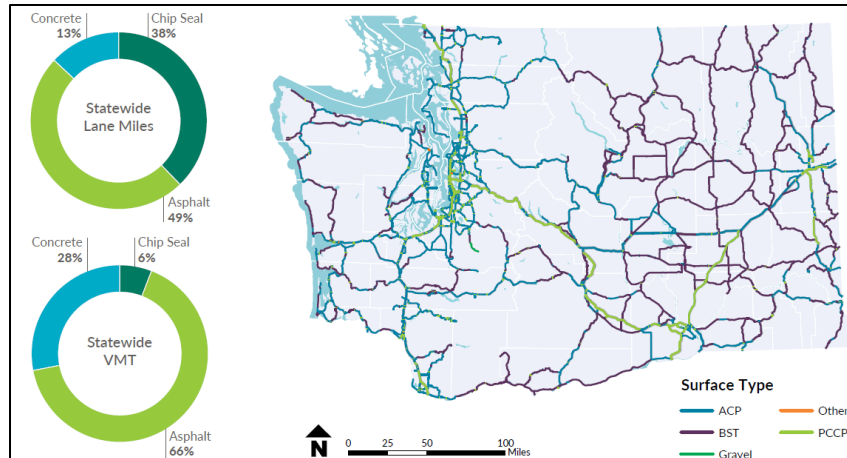 Concrete
13%
Chip Seal
38%
Statewide
Lane Miles
Asphalt
49%
Concrete
28%
Chip Seal
6%
Statewide
VMT
Asphalt
66%
N
0 25 50 100
Miles
Surface Type
ACP
Other
BST
PCCP
Gravel